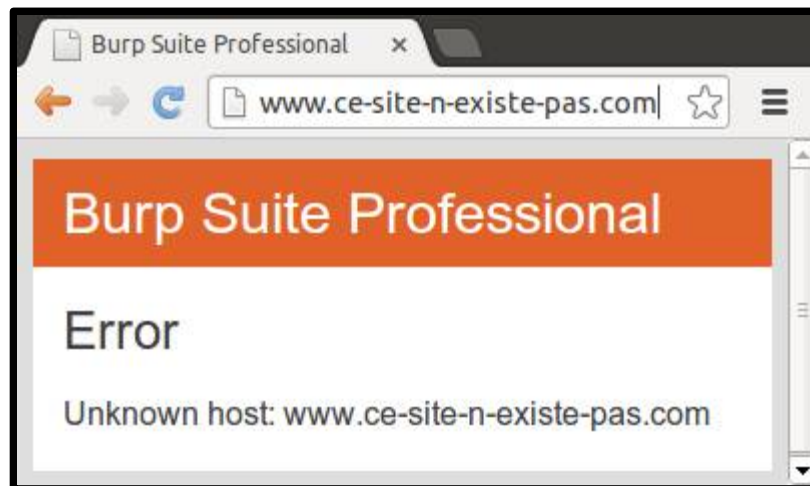 Burp Suite Professional
www.ce-site-n-existe-pas.com
Burp Suite Professional
Error
Unknown host: www.ce-site-n-existe-pas.com